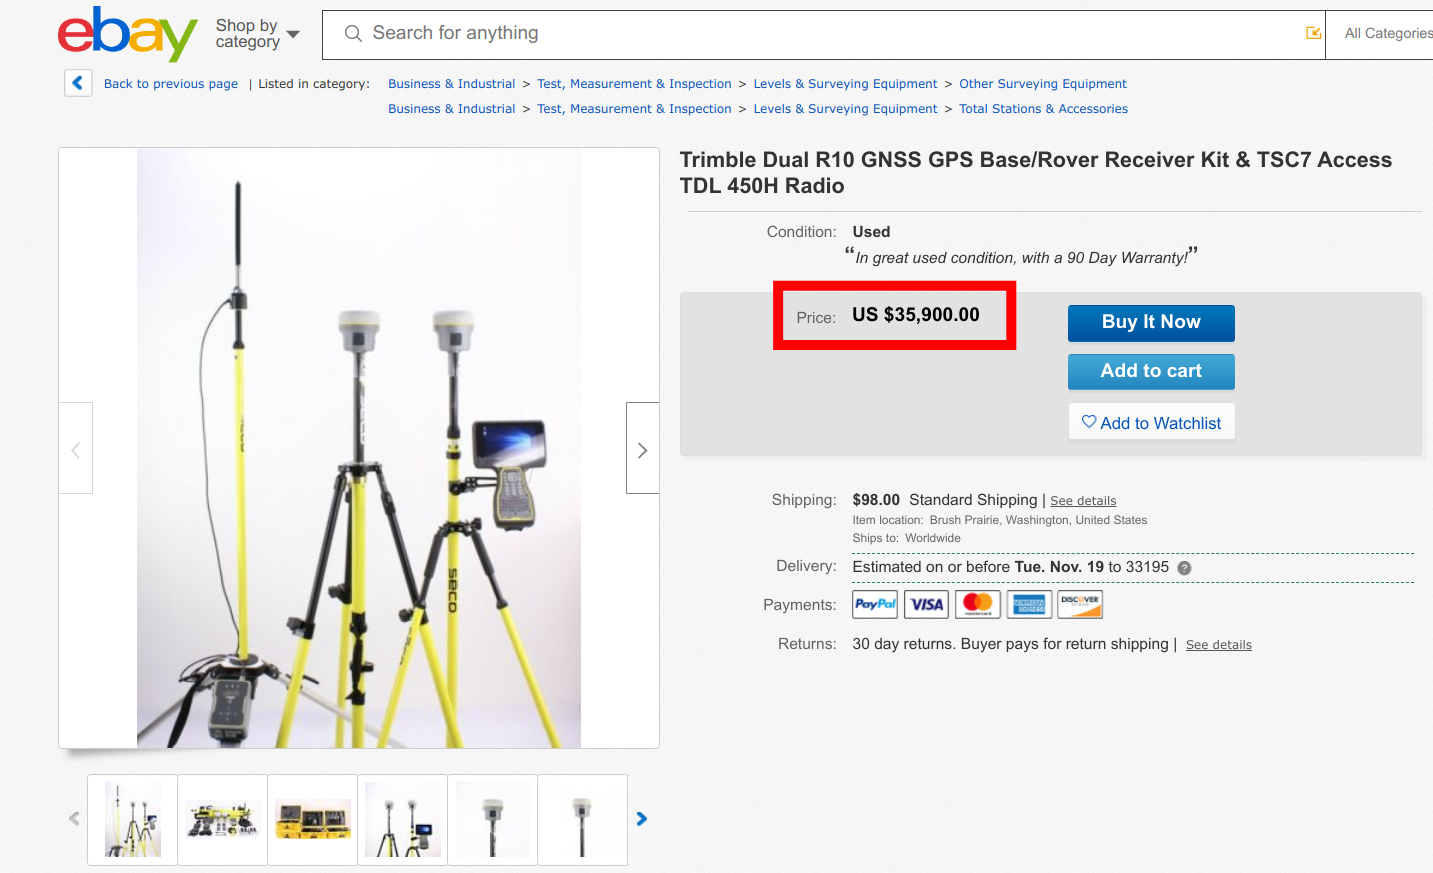 ebay
Shop by
category
Search for anything
All Categories
Back to previous page | Listed in category:
Business & Industrial > Test, Measurement & Inspection > Levels & Surveying Equipment > Other Surveying Equipment
Business & Industrial > Test, Measurement & Inspection > Levels & Surveying Equipment > Total Stations & Accessories
Trimble Dual R10 GNSS GPS Base/Rover Receiver Kit & TSC7 Access
TDL 450H Radio
Condition: Used
“In great used condition, with a 90 Day Warranty!”
Price: US $35,900.00
Buy It Now
Add to cart
Add to Watchlist
Shipping: $98.00 Standard Shipping | See details
Item location: Brush Prairie, Washington, United States
Ships to: Worldwide
Delivery: Estimated on or before Tue. Nov. 19 to 33195 ?
Payments: PayPal VISA mastercard AMERICAN EXPRESS DISCOVER
Returns: 30 day returns. Buyer pays for return shipping | See details
seco
seco